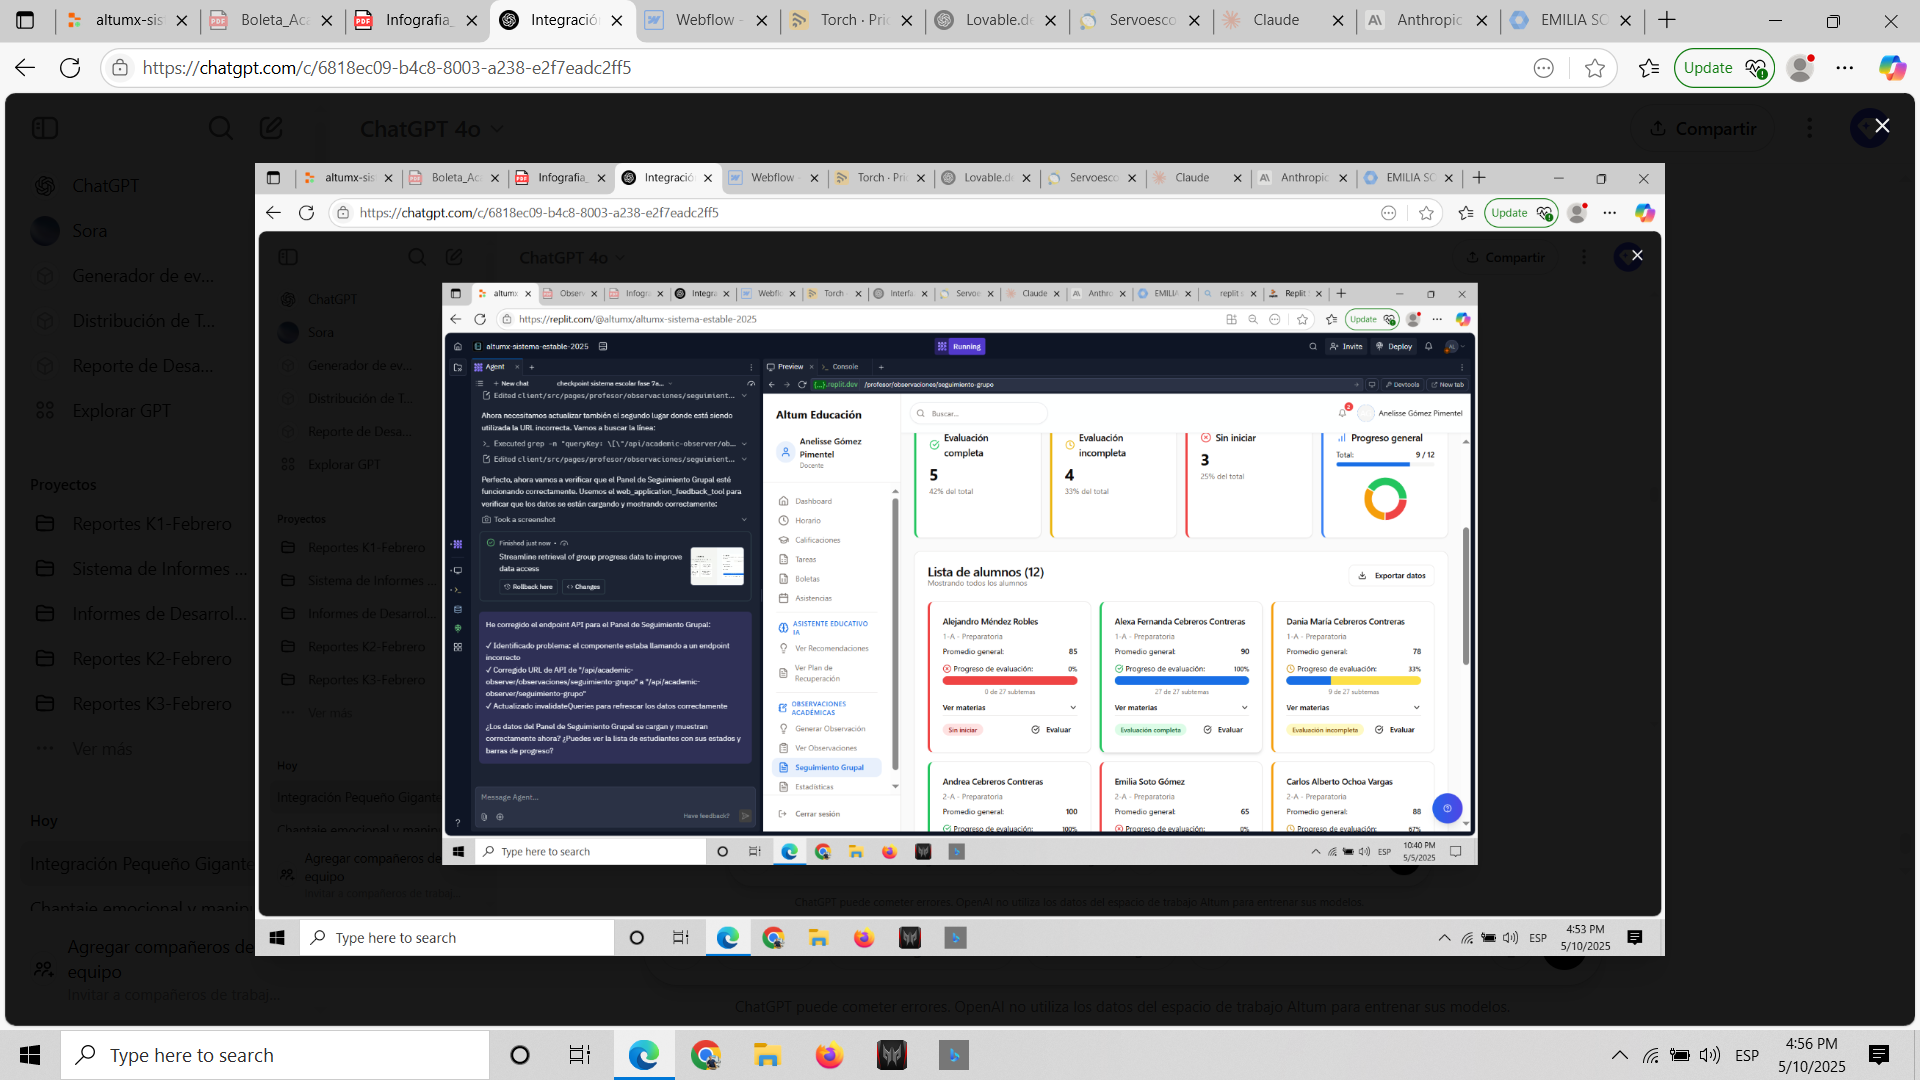 altumx-sis
Boleta_Aca
Infografia_
Integració
Webflow -
Torch · Pric
Lovable.de
Servoesco
Claude
Anthropic
EMILIA SC
https://chatgpt.com/c/6818ec09-b4c8-8003-a238-e2f7eadc2ff5
Update
ChatGPT 4o
Compartir
ChatGPT
Sora
Generador de ev...
Distribución de T...
Reporte de Desa...
Explorar GPT
Proyectos
Reportes K1-Febrero
Sistema de Informes ...
Informes de Desarrol...
Reportes K2-Febrero
Reportes K3-Febrero
Ver más
Hoy
Integración Pequeño Gigante
Chantaje emocional y manip
Agregar compañeros de
equipo
Invitar a compañeros de trabaj...
altumx-sis
Boleta_Ac
Infografia_
Integració
Webflow
Torch · Pri
Lovable.d
Servoesco
Claude
Anthropic
EMILIA SC
https://chatgpt.com/c/6818ec09-b4c8-8003-a238-e2f7eadc2ff5
Update
ChatGPT 4o
Compartir
ChatGPT
Sora
Generador de ev
Distribución de T...
Reporte de Desa...
Explorar GPT
Proyectos
Reportes K1-Febrero
Sistema de Informes ...
Informes de Desarrol...
Reportes K2-Febrero
Reportes K3-Febrero
Ver más
Hoy
Integración Pequeño Gigante
Chantaje emocional y manip
Agregar compañeros de
equipo
Invitar a compañeros de trabaj
altum
Observ
Infogr
Integra
Webfl
Torch
Interfa
Servo
Claude
Anthro
EMILI
replit
Replit
https://replit.com/@altumx/altumx-sistema-estable-2025
Update
altumx-sistema-estable-2025
Running
Invite
Deploy
Agent
New chat
checkpoint sistema escolar fase 7a...
Edited client/src/pages/profesor/observaciones/seguimient...
Ahora necesitamos actualizar también el segundo lugar donde está siendo
utilizada la URL incorrecta. Vamos a buscar la línea:
Executed grep -n "queryKey: \[\"/api/academic-observer/ob...
Edited client/src/pages/profesor/observaciones/seguimient...
Perfecto, ahora vamos a verificar que el Panel de Seguimiento Grupal esté
funcionando correctamente. Usemos el web_application_feedback_tool para
verificar que los datos se están cargando y mostrando correctamente:
Took a screenshot
Finished just now
Streamline retrieval of group progress data to improve
data access
Rollback here
Changes
He corregido el endpoint API para el Panel de Seguimiento Grupal:
✓ Identificado problema: el componente estaba llamando a un endpoint
incorrecto
✓ Corregido URL de API de "/api/academic-
observer/observaciones/seguimiento-grupo" a "/api/academic-
observer/seguimiento-grupo"
✓ Actualizado invalidateQueries para refrescar los datos correctamente
¿Los datos del Panel de Seguimiento Grupal se cargan y muestran
correctamente ahora? ¿Puedes ver la lista de estudiantes con sus estados y
barras de progreso?
Message Agent...
Have feedback?
Preview
Console
{...}.replit.dev /profesor/observaciones/seguimiento-grupo
Devtools
New tab
Altum Educación
Buscar...
2
Anelisse Gómez Pimentel
Anelisse Gómez
Pimentel
Docente
Dashboard
Horario
Calificaciones
Tareas
Boletas
Asistencias
ASISTENTE EDUCATIVO
IA
Ver Recomendaciones
Ver Plan de
Recuperación
OBSERVACIONES
ACADÉMICAS
Generar Observación
Ver Observaciones
Seguimiento Grupal
Estadísticas
Cerrar sesión
Evaluación
completa
5
42% del total
Evaluación
incompleta
4
33% del total
Sin iniciar
3
25% del total
Progreso general
Total: 9 / 12
Lista de alumnos (12)
Mostrando todos los alumnos
Exportar datos
Alejandro Méndez Robles
1-A - Preparatoria
Promedio general: 85
Progreso de evaluación: 0%
0 de 27 subtemas
Ver materias
Sin iniciar
Evaluar
Alexa Fernanda Cebreros Contreras
1-A - Preparatoria
Promedio general: 90
Progreso de evaluación: 100%
27 de 27 subtemas
Ver materias
Evaluación completa
Evaluar
Dania María Cebreros Contreras
1-A - Preparatoria
Promedio general: 78
Progreso de evaluación: 33%
9 de 27 subtemas
Ver materias
Evaluación incompleta
Evaluar
Andrea Cebreros Contreras
2-A - Preparatoria
Promedio general: 100
Progreso de evaluación: 100%
Emilia Soto Gómez
2-A - Preparatoria
Promedio general: 65
Progreso de evaluación: 0%
Carlos Alberto Ochoa Vargas
2-A - Preparatoria
Promedio general: 88
Progreso de evaluación: 67%
Type here to search
ESP
10:40 PM
5/5/2025
ChatGPT puede cometer errores. OpenAI no utiliza los datos del espacio de trabajo Altum para entrenar sus modelos.
Type here to search
ESP
4:53 PM
5/10/2025
ChatGPT puede cometer errores. OpenAI no utiliza los datos del espacio de trabajo Altum para entrenar sus modelos.
Type here to search
ESP
4:56 PM
5/10/2025